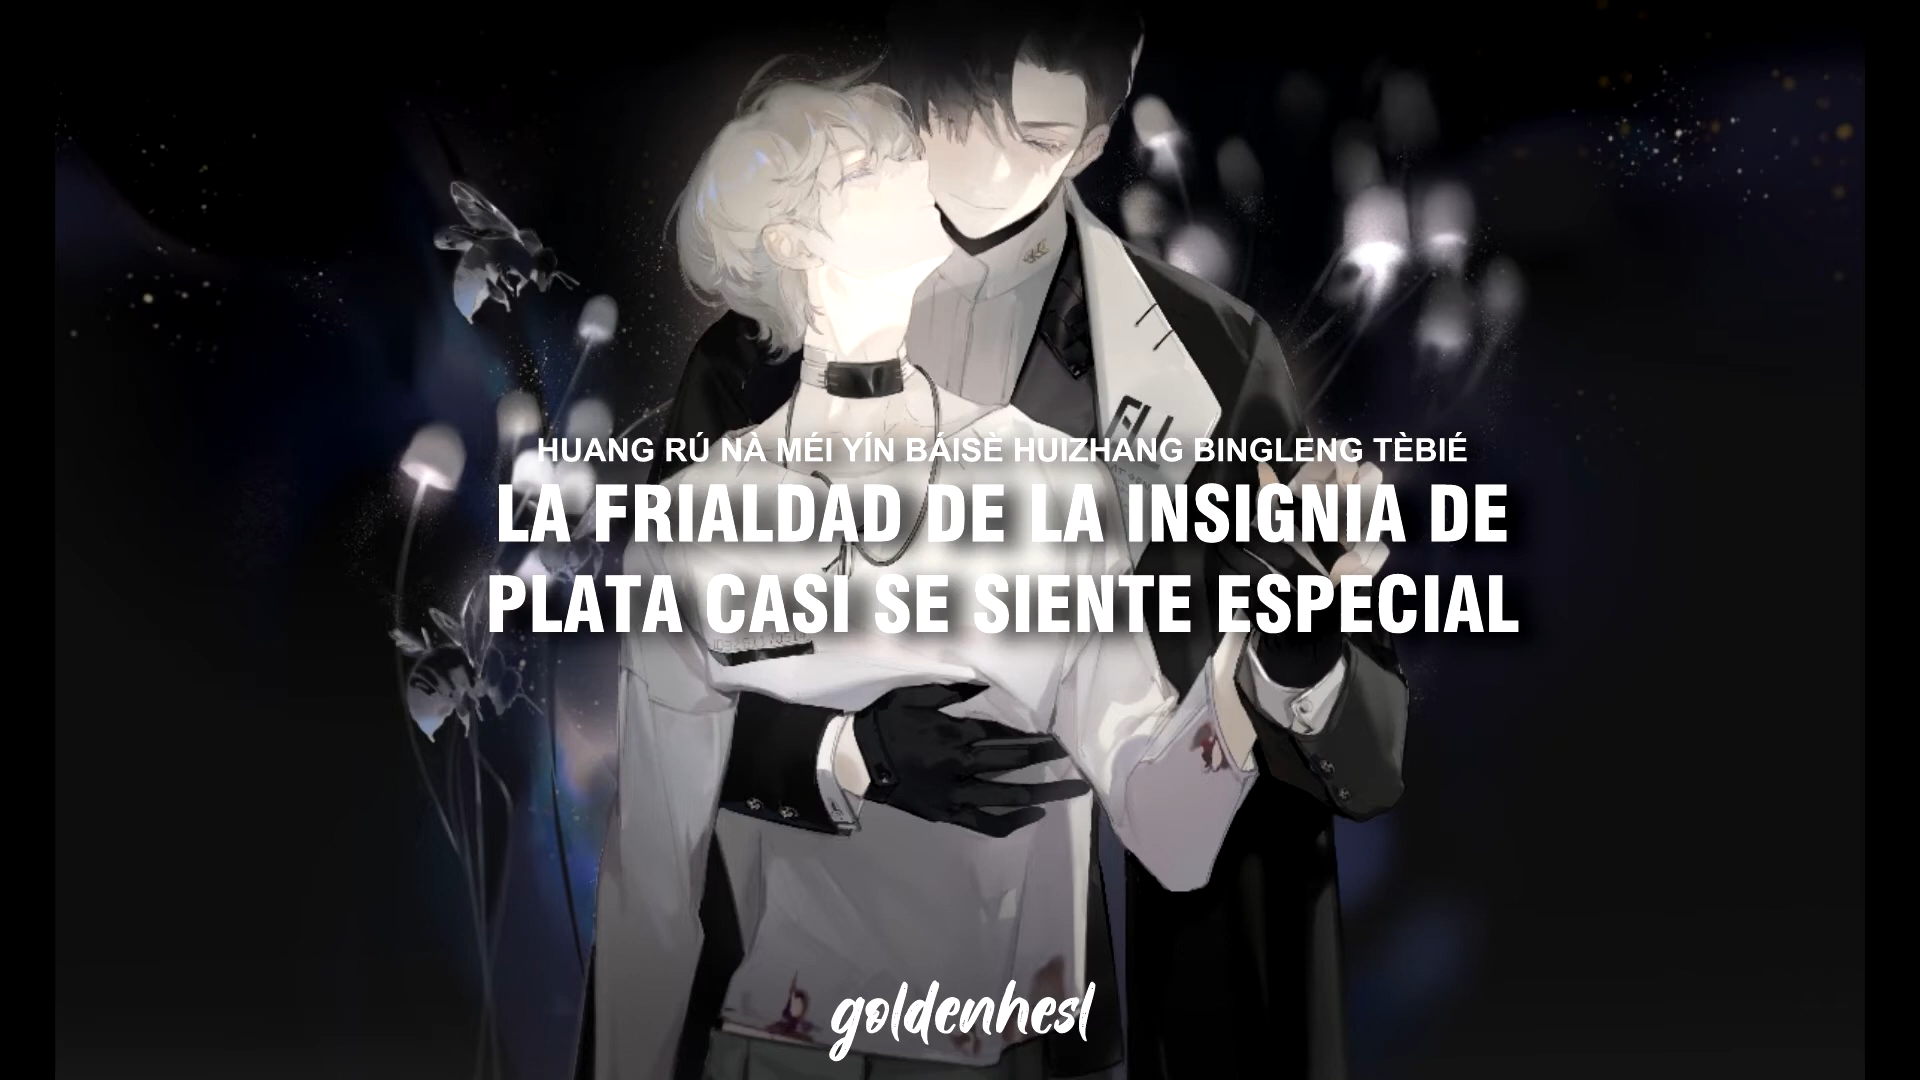 HUANG RÚ NÀ MÉI YÍN BÁISÈ HUIZHANG BINGLENG TÈBIÉ
LA FRIALDAD DE LA INSIGNIA DE
PLATA CASI SE SIENTE ESPECIAL
goldenhesl